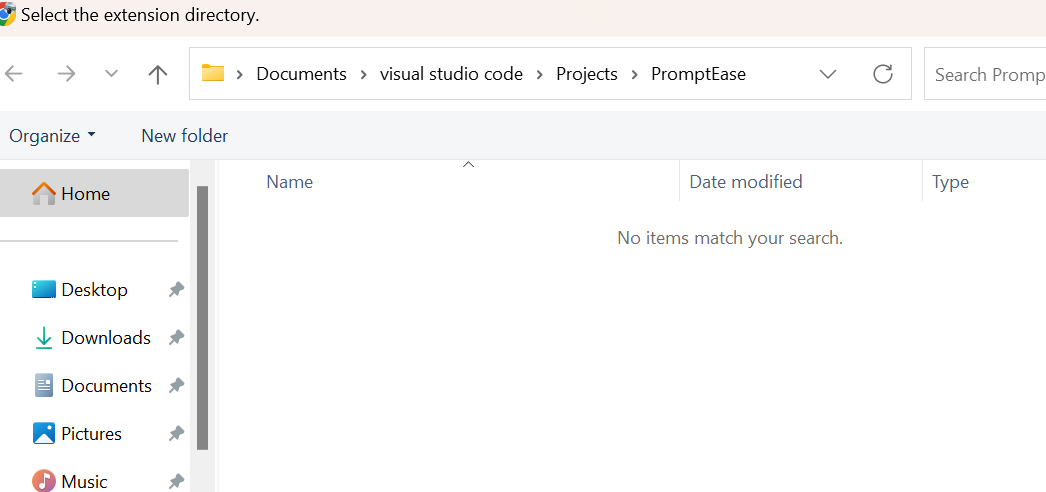 Select the extension directory.
Documents > visual studio code > Projects > PromptEase
Search Promp
Organize
New folder
Name
Date modified
Type
Home
No items match your search.
Desktop
Downloads
Documents
Pictures
Music